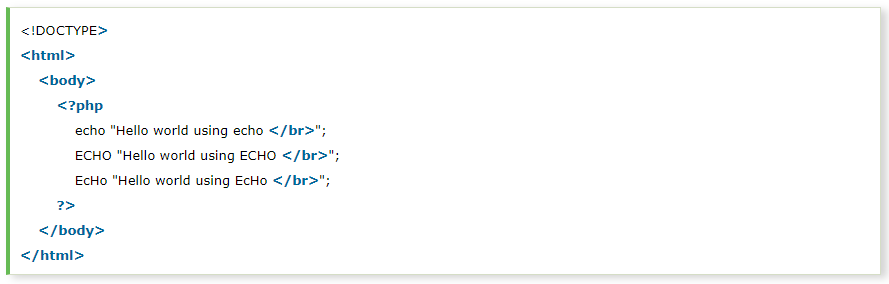 <!DOCTYPE>
<html>
<body>
<?php
echo "Hello world using echo </br>";
ECHO "Hello world using ECHO </br>";
EcHo "Hello world using EcHo </br>";
?>
</body>
</html>